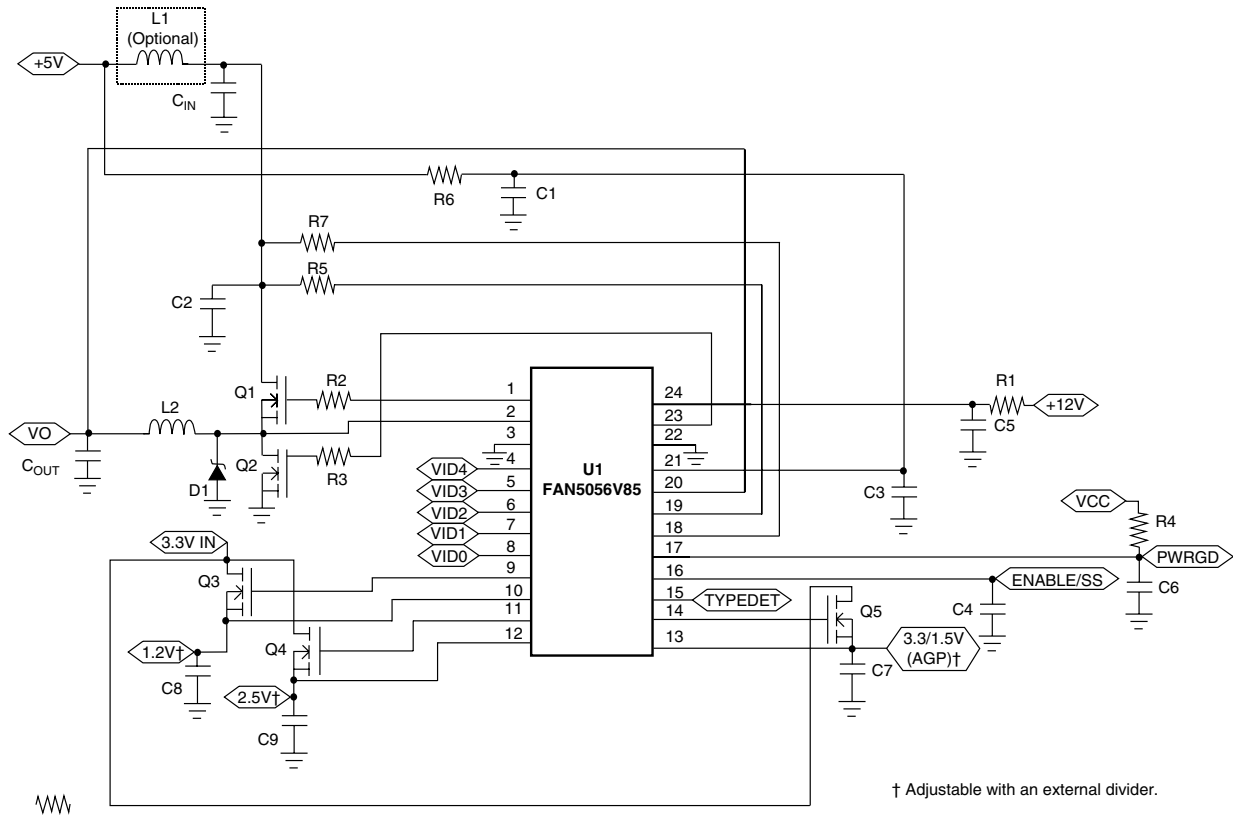 L1
(Optional)
+5V
CIN
R6
C1
R7
R5
C2
Q1
R2
1
24
R1
+12V
L2
2
23
C5
VO
3
22
COUT
Q2
R3
D1
VID4
4
U1
FAN5056V85
21
VID3
5
20
C3
VID2
6
19
VCC
VID1
7
18
R4
3.3V IN
VID0
8
17
PWRGD
Q3
9
16
ENABLE/SS
C6
10
15
TYPEDET
C4
11
14
Q5
1.2V†
Q4
12
13
3.3/1.5V
(AGP)†
C8
C7
2.5V†
C9
† Adjustable with an external divider.